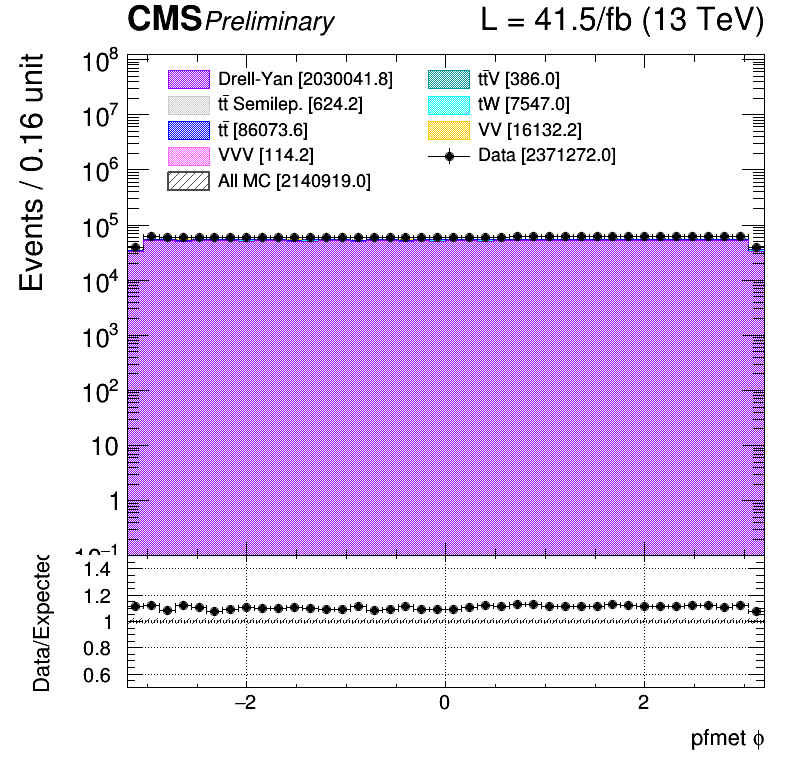 CMS Preliminary L = 41.5/fb (13 TeV)
Events / 0.16 unit
10⁸
10⁷
10⁶
10⁵
10⁴
10³
10²
10
1
10⁻¹
Drell-Yan [2030041.8]
tt̄ Semilep. [624.2]
tt̄ [86073.6]
VVV [114.2]
All MC [2140919.0]
tt̄V [386.0]
tW [7547.0]
VV [16132.2]
Data [2371272.0]
Data/Expected
1.4
1.2
1
0.8
0.6
−2 0 2
pfmet ϕ